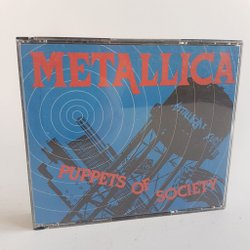 METALLICA
PUPPETS OF SOCIETY